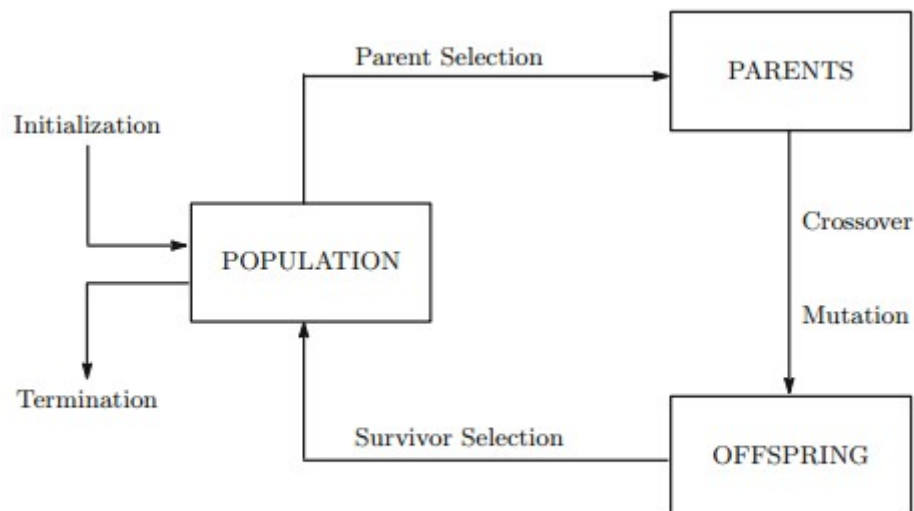 Parent Selection
PARENTS
Initialization
Crossover
POPULATION
Mutation
Termination
Survivor Selection
OFFSPRING